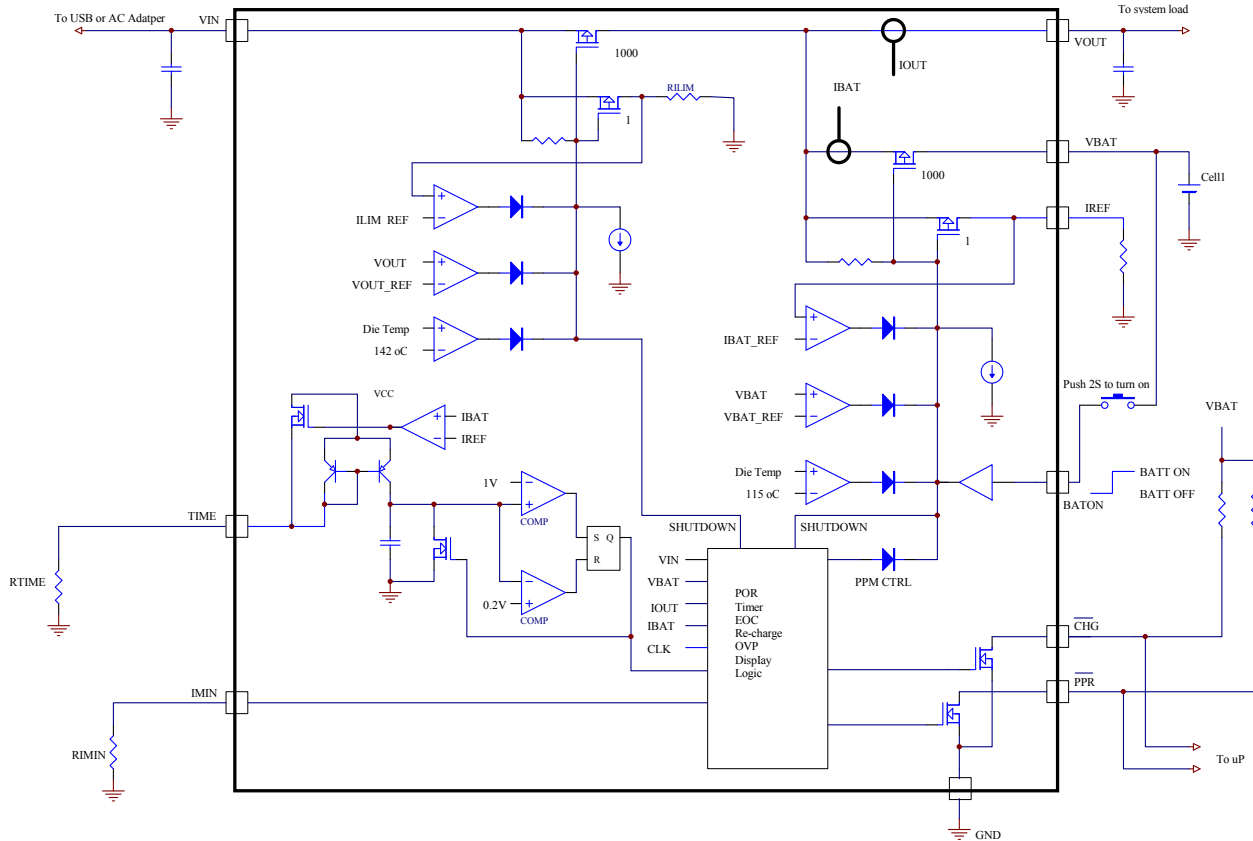 To USB or AC Adatper
VIN
To system load
VOUT
1000
IOUT
IBAT
RILIM
1
VBAT
1000
Cell1
IREF
1
ILIM_REF
VOUT
VOUT_REF
Die Temp
142 oC
IBAT_REF
VBAT
VBAT_REF
Push 2S to turn on
VBAT
VCC
IBAT
IREF
Die Temp
115 oC
BATT ON
BATT OFF
BATON
1V
COMP
TIME
SHUTDOWN
SHUTDOWN
S Q
R
RTIME
0.2V
COMP
PPM CTRL
VIN
VBAT
IOUT
IBAT
CLK
POR
Timer
EOC
Re-charge
OVP
DispIay
Logic
CHG
PPR
IMIN
RIMIN
To uP
GND